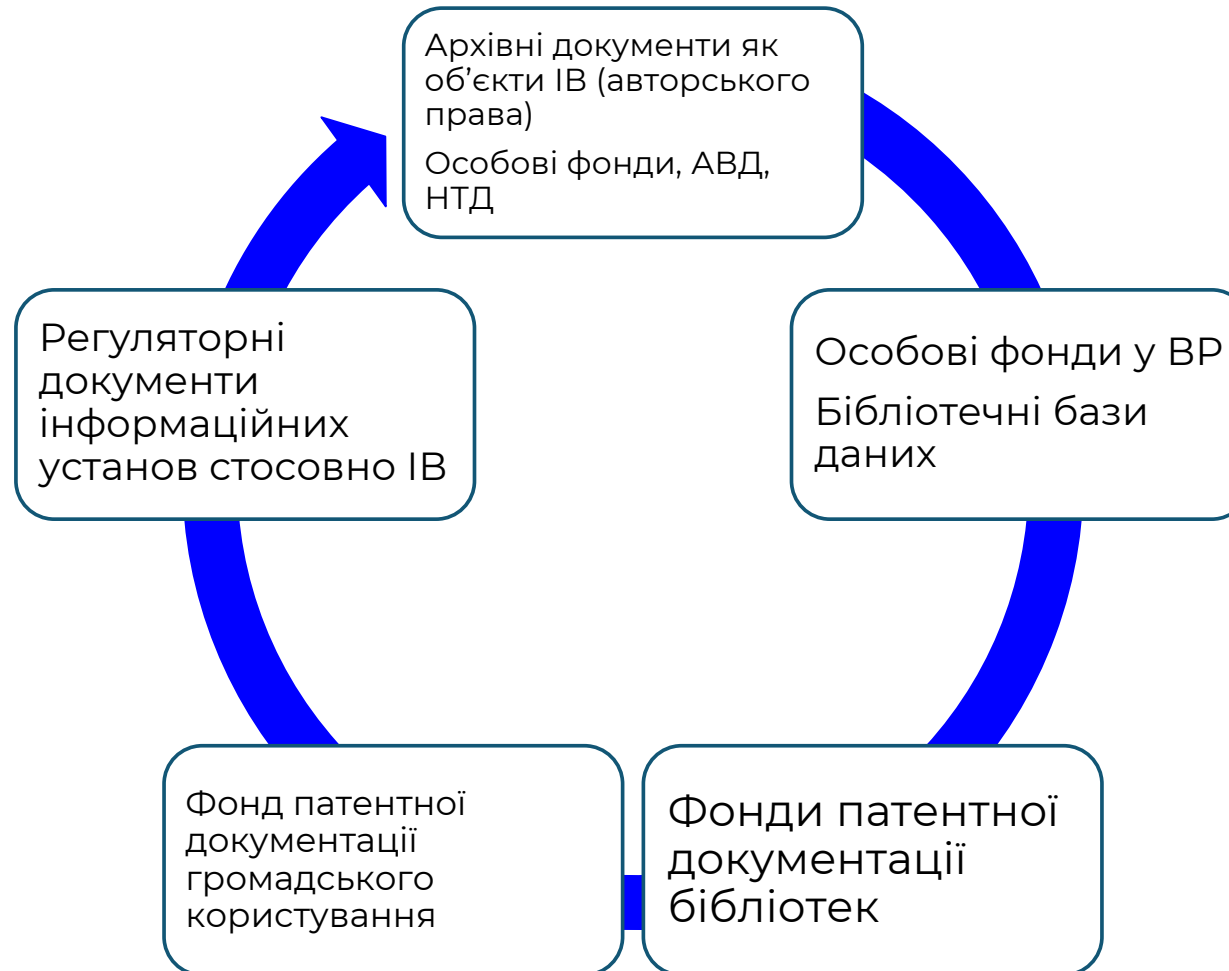 Архівні документи як
об’єкти ІВ (авторського
права)
Особові фонди, АВД,
НТД
Особові фонди у ВР
Бібліотечні бази
даних
Фонди патентної
документації
бібліотек
Фонд патентної
документації
громадського
користування
Регуляторні
документи
інформаційних
установ стосовно ІВ